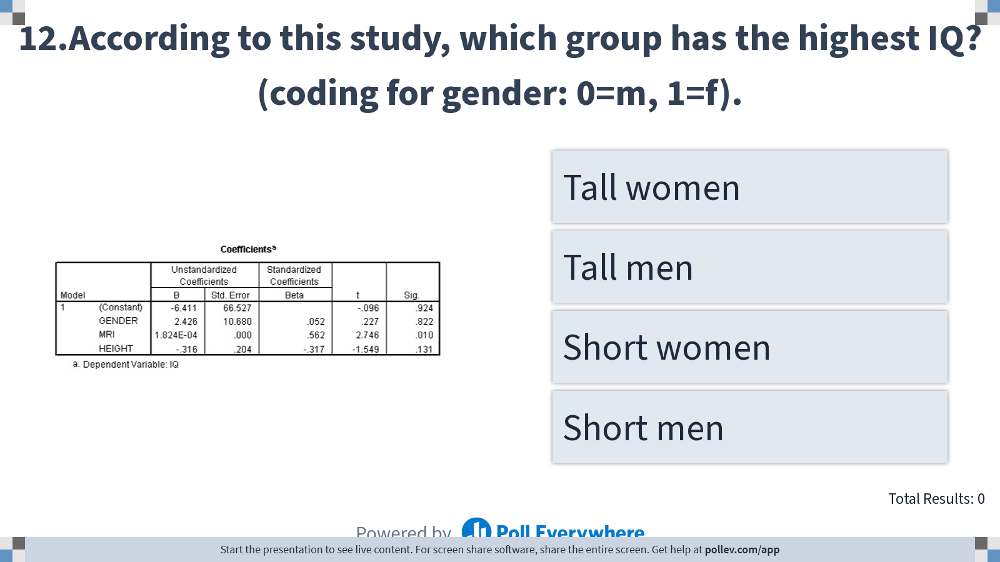 12.According to this study, which group has the highest IQ?
(coding for gender: 0=m, 1=f).
Coefficientsª
Unstandardized Coefficients Standardized Coefficients
Model B Std. Error Beta t Sig.
1 (Constant) -6.411 66.527 -.096 .924
GENDER 2.426 10.680 .052 .227 .822
MRI 1.824E-04 .000 .562 2.746 .010
HEIGHT -.316 .204 -.317 -1.549 .131
a. Dependent Variable: IQ
Tall women
Tall men
Short women
Short men
Total Results: 0
Powered by Poll Everywhere
Start the presentation to see live content. For screen share software, share the entire screen. Get help at pollev.com/app